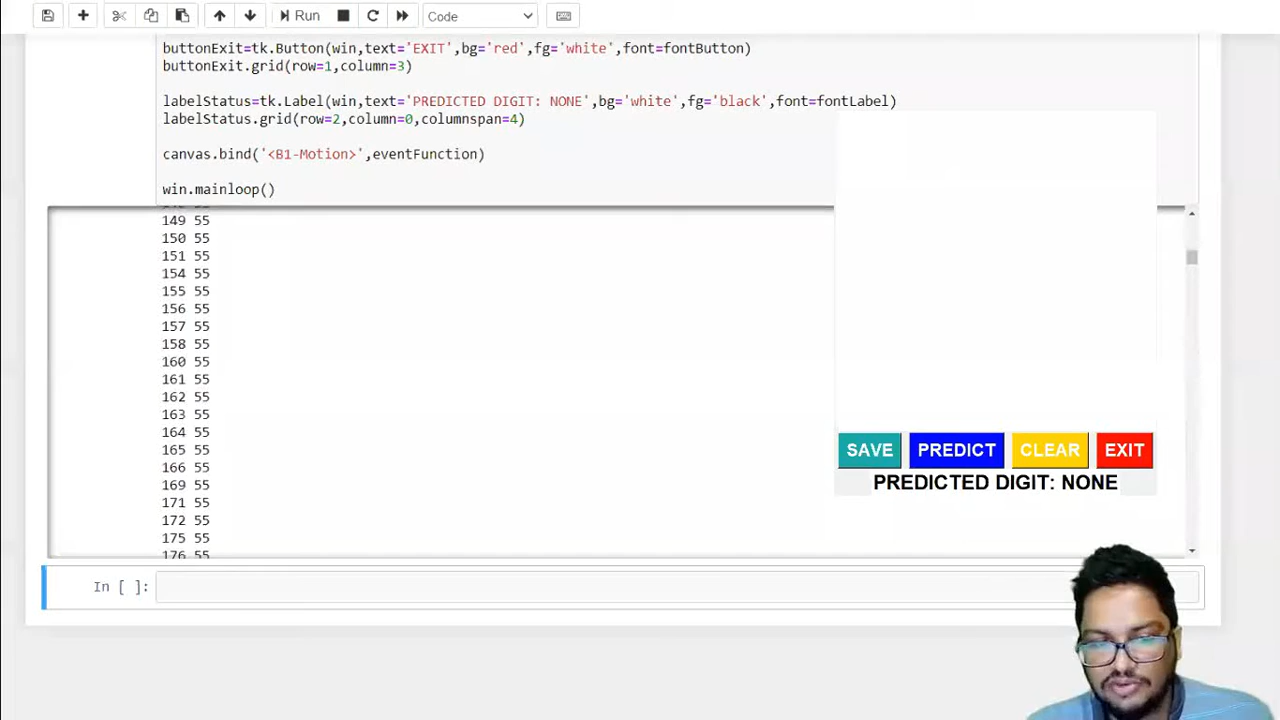 Run
Code
buttonExit=tk.Button(win,text='EXIT',bg='red',fg='white',font=fontButton)
buttonExit.grid(row=1,column=3)
labelStatus=tk.Label(win,text='PREDICTED DIGIT: NONE',bg='white',fg='black',font=fontLabel)
labelStatus.grid(row=2,column=0,columnspan=4)
canvas.bind('<B1-Motion>',eventFunction)
win.mainloop()
149 55
150 55
151 55
154 55
155 55
156 55
157 55
158 55
160 55
161 55
162 55
163 55
164 55
165 55
166 55
169 55
171 55
172 55
175 55
176 55
SAVE PREDICT CLEAR EXIT
PREDICTED DIGIT: NONE
In [ ]: